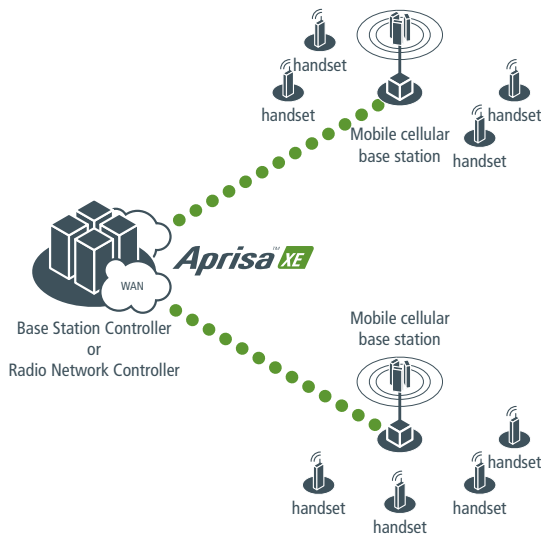 handset
handset
handset
Mobile cellular
base station
handset
Aprisa™ XE
WAN
Base Station Controller
or
Radio Network Controller
Mobile cellular
base station
handset
handset
handset
handset